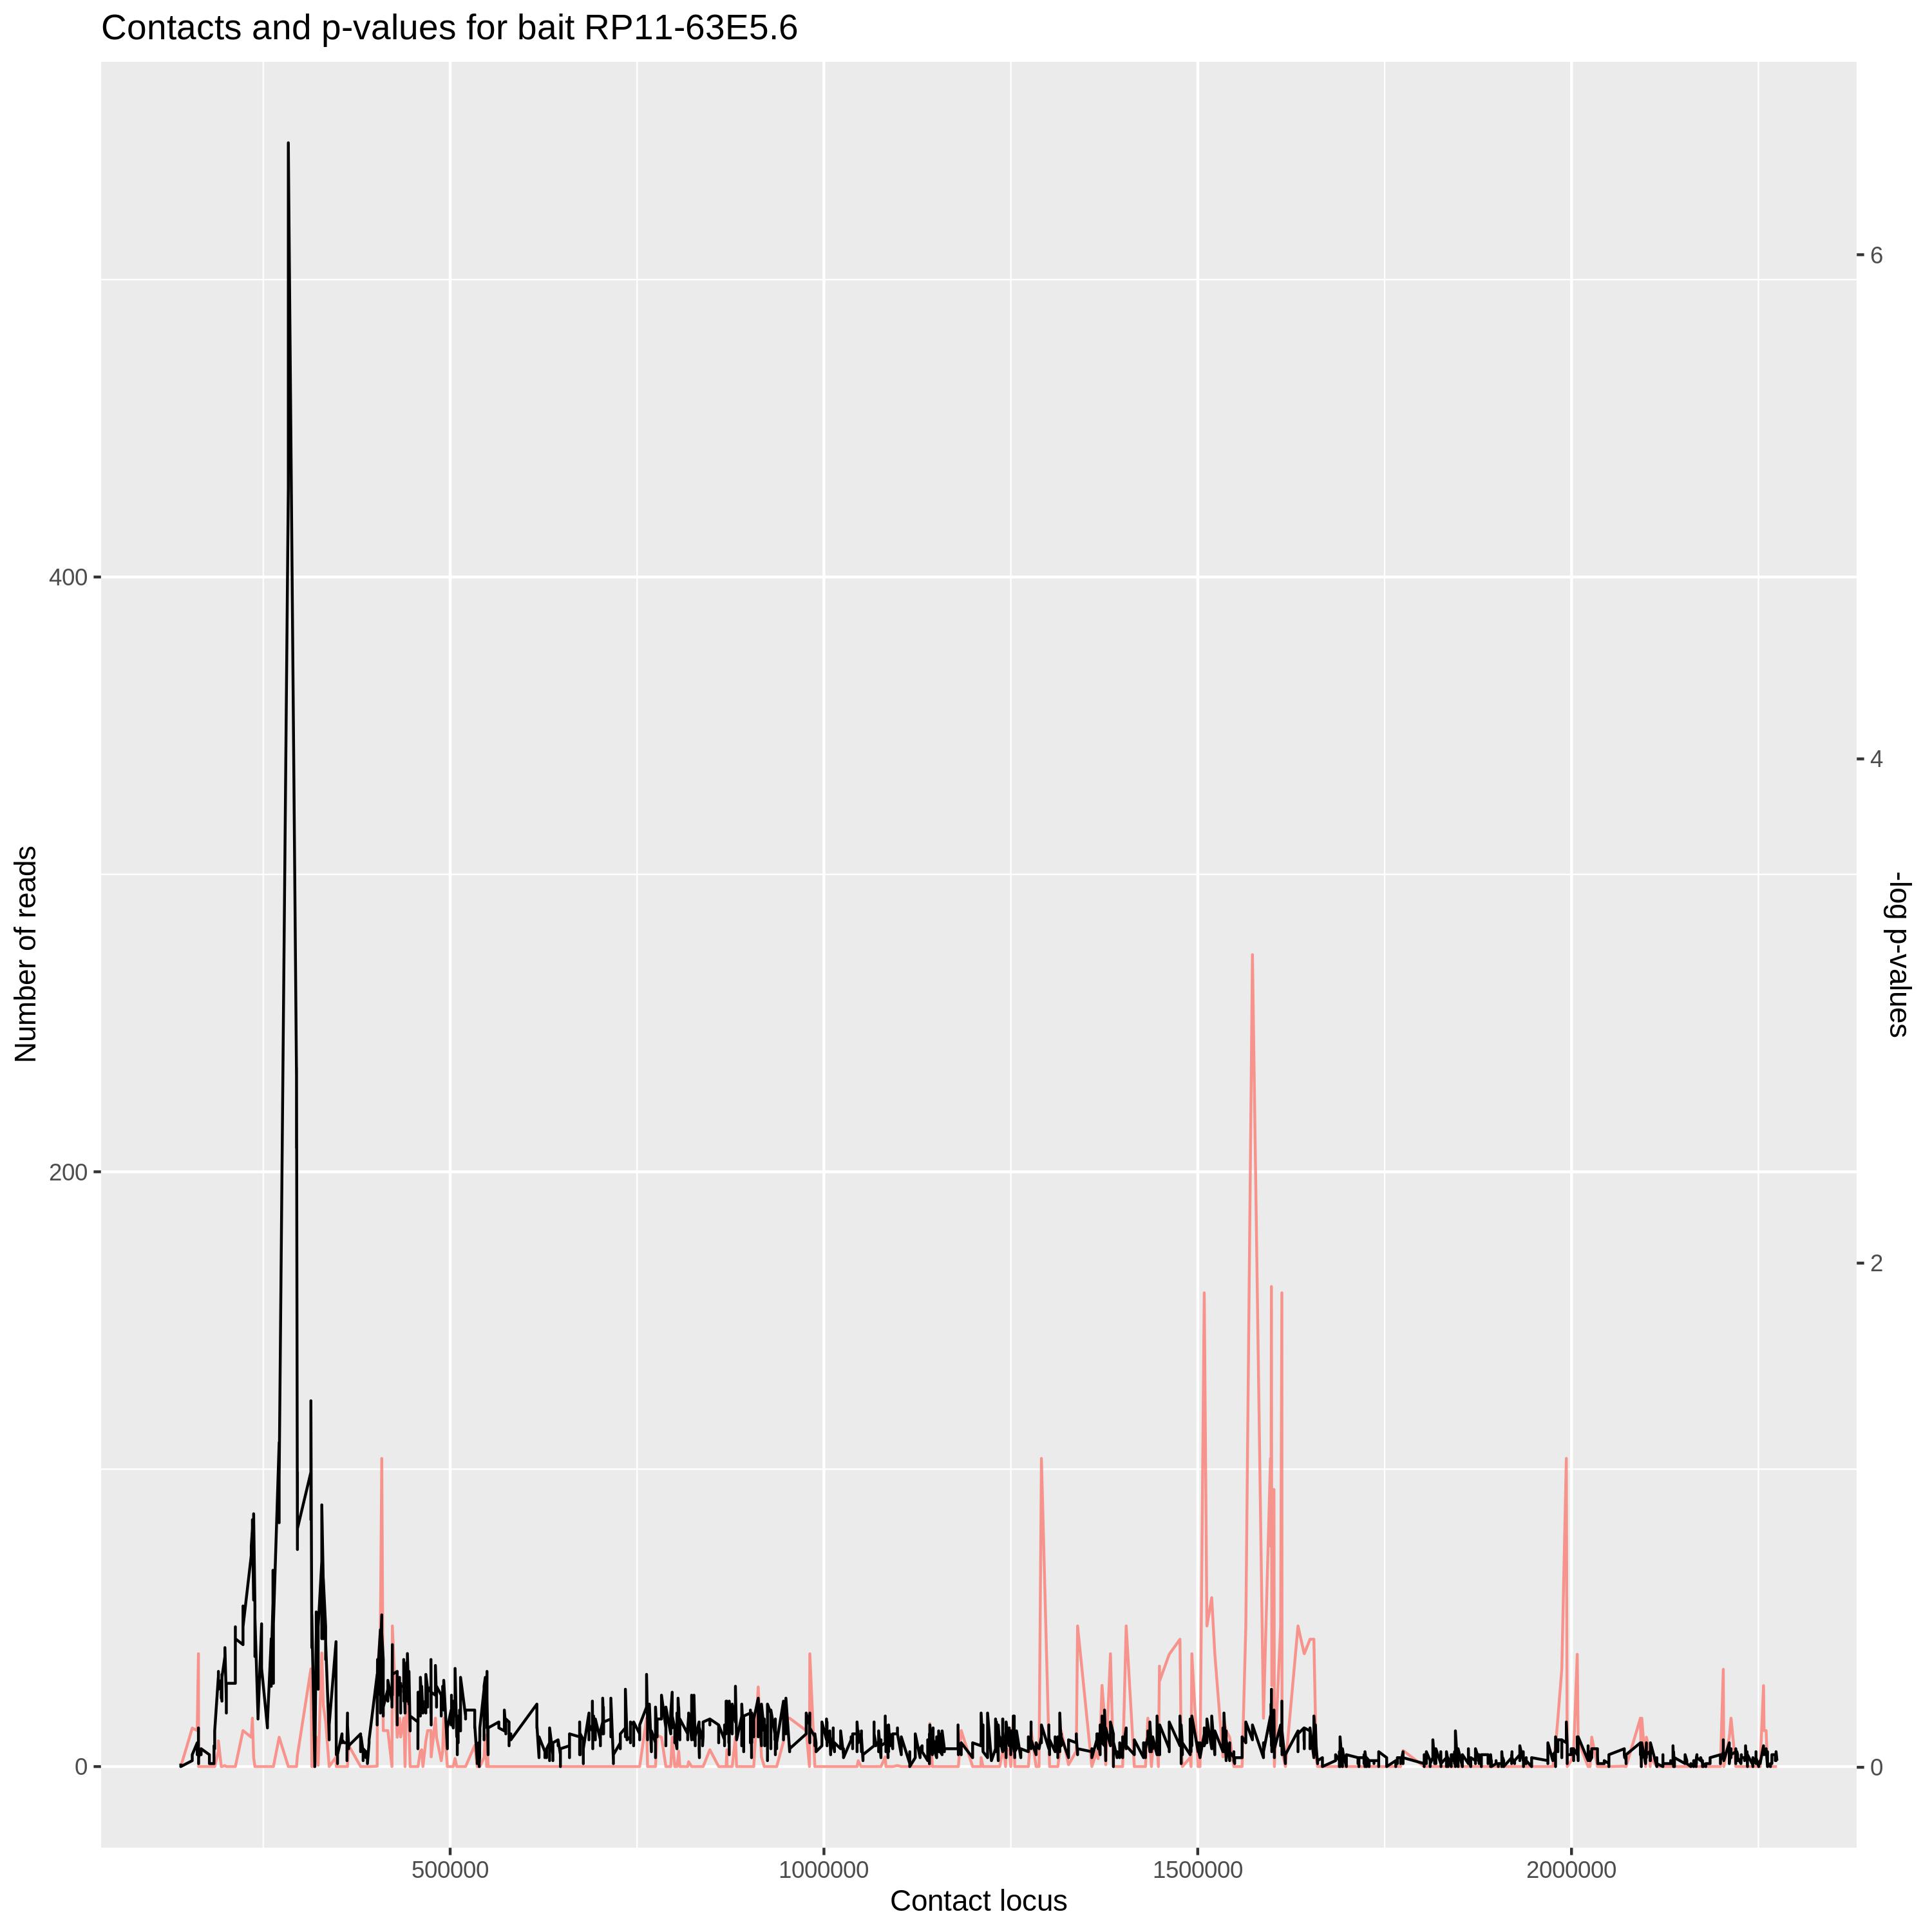 Contacts and p-values for bait RP11-63E5.6
6
400
4
Number of reads
-log p-values
200
2
0
0
500000
1000000
1500000
2000000
Contact locus